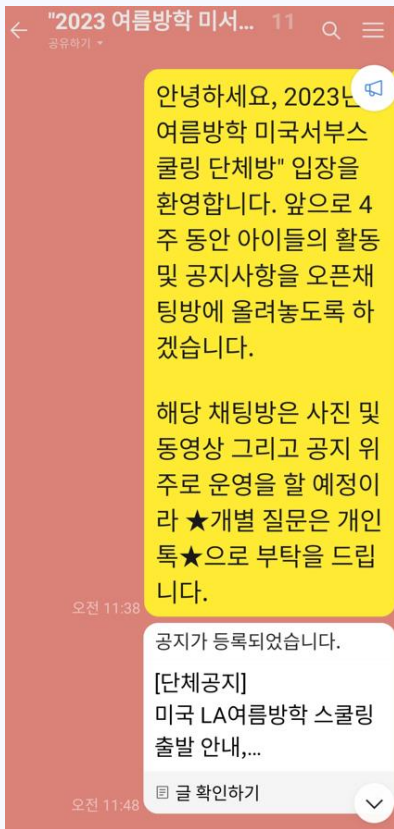 "2023 여름방학 미서... 11
공유하기
안녕하세요, 2023년
여름방학 미국서부스
쿨링 단체방" 입장을
환영합니다. 앞으로 4
주 동안 아이들의 활동
및 공지사항을 오픈채
팅방에 올려놓도록 하
겠습니다.
해당 채팅방은 사진 및
동영상 그리고 공지 위
주로 운영을 할 예정이
라 ★개별 질문은 개인
톡★으로 부탁을 드립
니다.
오전 11:38
공지가 등록되었습니다.
[단체공지]
미국 LA여름방학 스쿨링
출발 안내,...
글 확인하기
오전 11:48